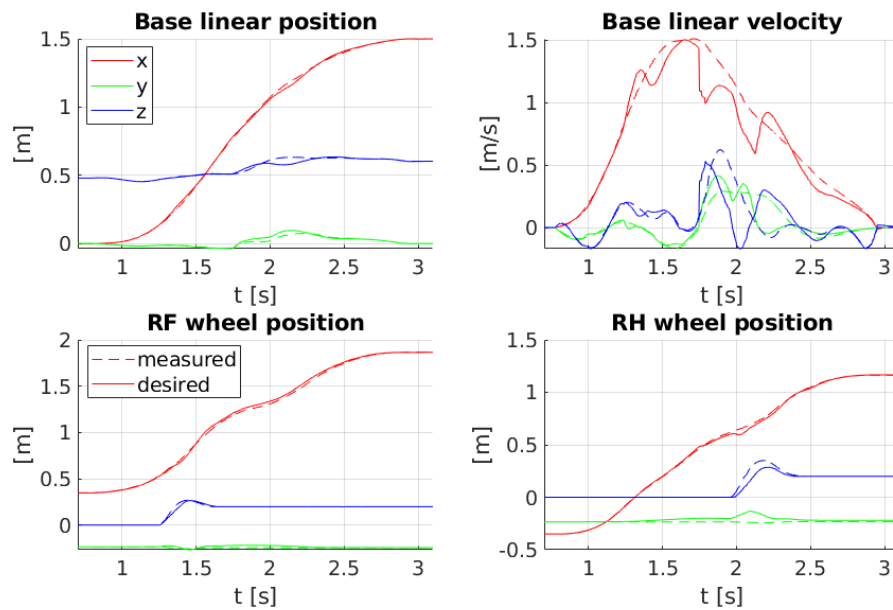 Base linear position
1.5
1
0.5
0
[m]
x
y
z
1
1.5
2
2.5
3
t [s]
Base linear velocity
1.5
1
0.5
0
[m/s]
1
1.5
2
2.5
3
t [s]
RF wheel position
2
1.5
1
0.5
0
[m]
measured
desired
1
1.5
2
2.5
3
t [s]
RH wheel position
1.5
1
0.5
0
-0.5
[m]
1
1.5
2
2.5
3
t [s]